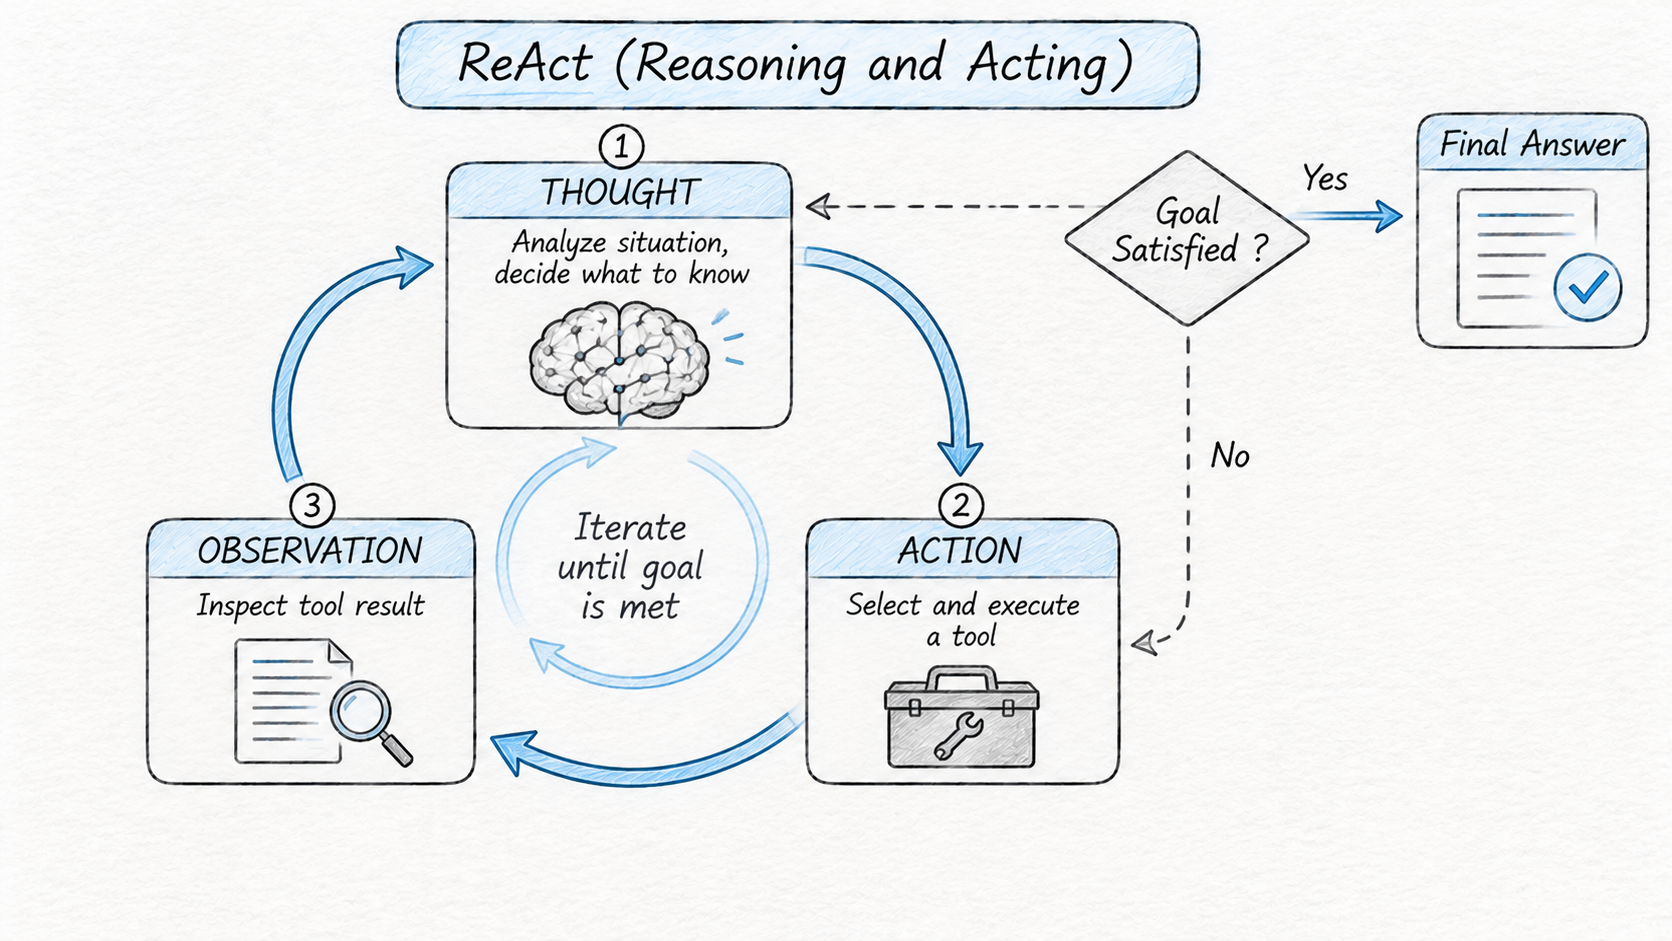 ReAct (Reasoning and Acting)
1
THOUGHT
Analyze situation,
decide what to know
Goal
Satisfied ?
Yes
Final Answer
No
Iterate
until goal
is met
3
OBSERVATION
Inspect tool result
2
ACTION
Select and execute
a tool